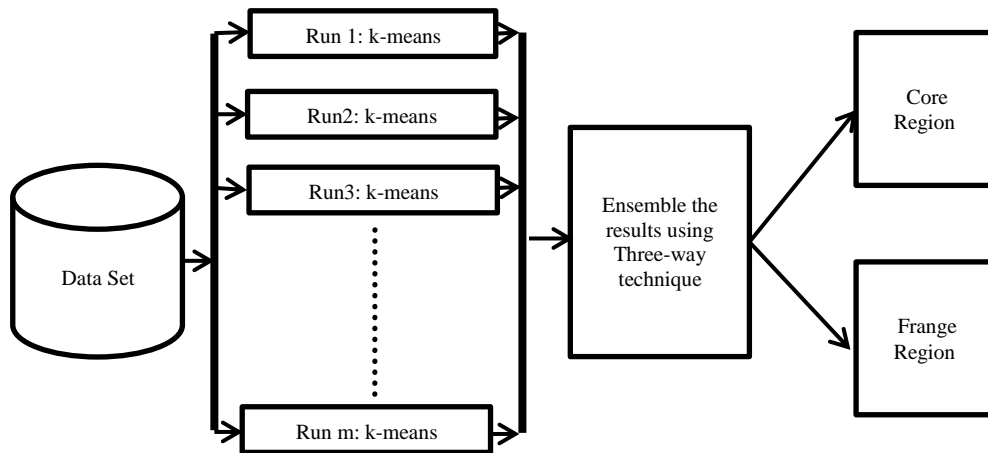 Data Set
Run 1: k-means
Run2: k-means
Run3: k-means
Run m: k-means
Ensemble the
results using
Three-way
technique
Core
Region
Frange
Region